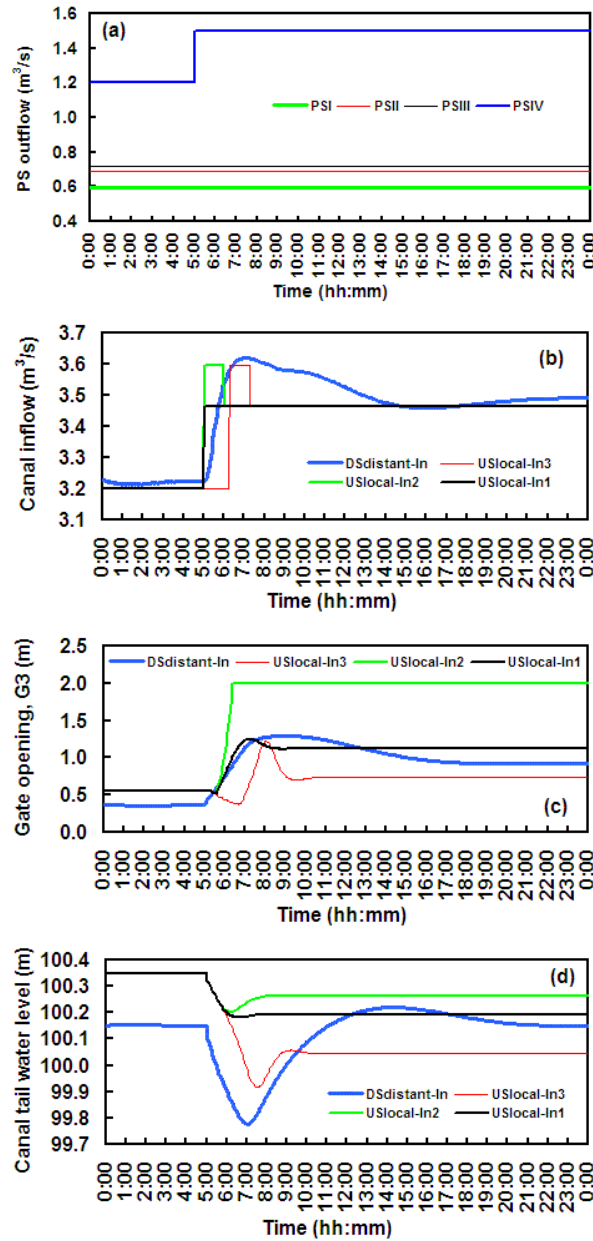 (a)
PS outflow (m³/s)
1.6
1.4
1.2
1.0
0.8
0.6
0.4
PSI PSII PSIII PSIV
0:00 1:00 2:00 3:00 4:00 5:00 6:00 7:00 8:00 9:00 10:00 11:00 12:00 13:00 14:00 15:00 16:00 17:00 18:00 19:00 20:00 21:00 22:00 23:00 0:00
Time (hh:mm)
(b)
Canal inflow (m³/s)
3.7
3.6
3.5
3.4
3.3
3.2
3.1
DSdistant-In USlocal-In3
USlocal-In2 USlocal-In1
0:00 1:00 2:00 3:00 4:00 5:00 6:00 7:00 8:00 9:00 10:00 11:00 12:00 13:00 14:00 15:00 16:00 17:00 18:00 19:00 20:00 21:00 22:00 23:00 0:00
Time (hh:mm)
Gate opening, G3 (m)
2.5
2.0
1.5
1.0
0.5
0.0
DSdistant-In USlocal-In3 USlocal-In2 USlocal-In1
(c)
0:00 1:00 2:00 3:00 4:00 5:00 6:00 7:00 8:00 9:00 10:00 11:00 12:00 13:00 14:00 15:00 16:00 17:00 18:00 19:00 20:00 21:00 22:00 23:00 0:00
Time (hh:mm)
(d)
Canal tail water level (m)
100.4
100.3
100.2
100.1
100.0
99.9
99.8
99.7
DSdistant-In USlocal-In3
USlocal-In2 USlocal-In1
0:00 1:00 2:00 3:00 4:00 5:00 6:00 7:00 8:00 9:00 10:00 11:00 12:00 13:00 14:00 15:00 16:00 17:00 18:00 19:00 20:00 21:00 22:00 23:00 0:00
Time (hh:mm)